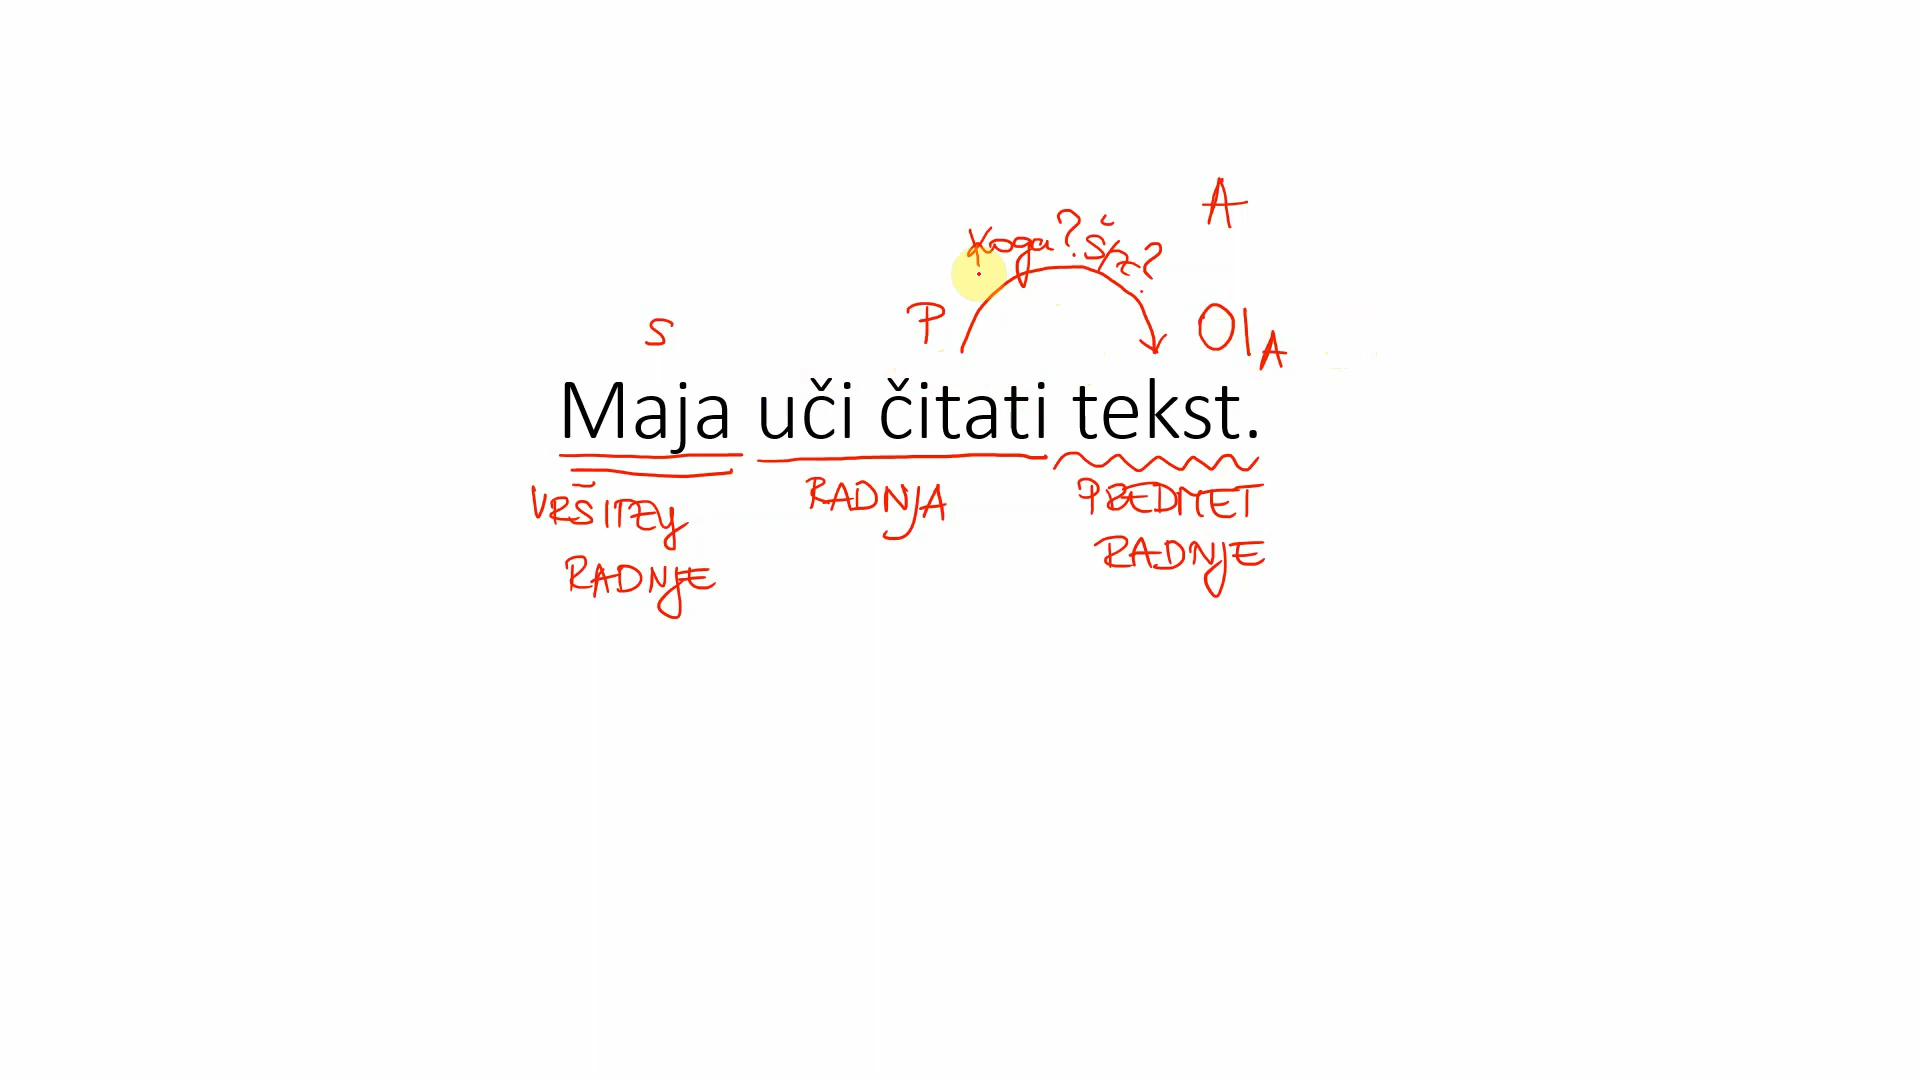 A
Koga? Što?
S P O|A
Maja uči čitati tekst.
VRŠITELJ RADNJA PREDMET
RADNJE RADNJE